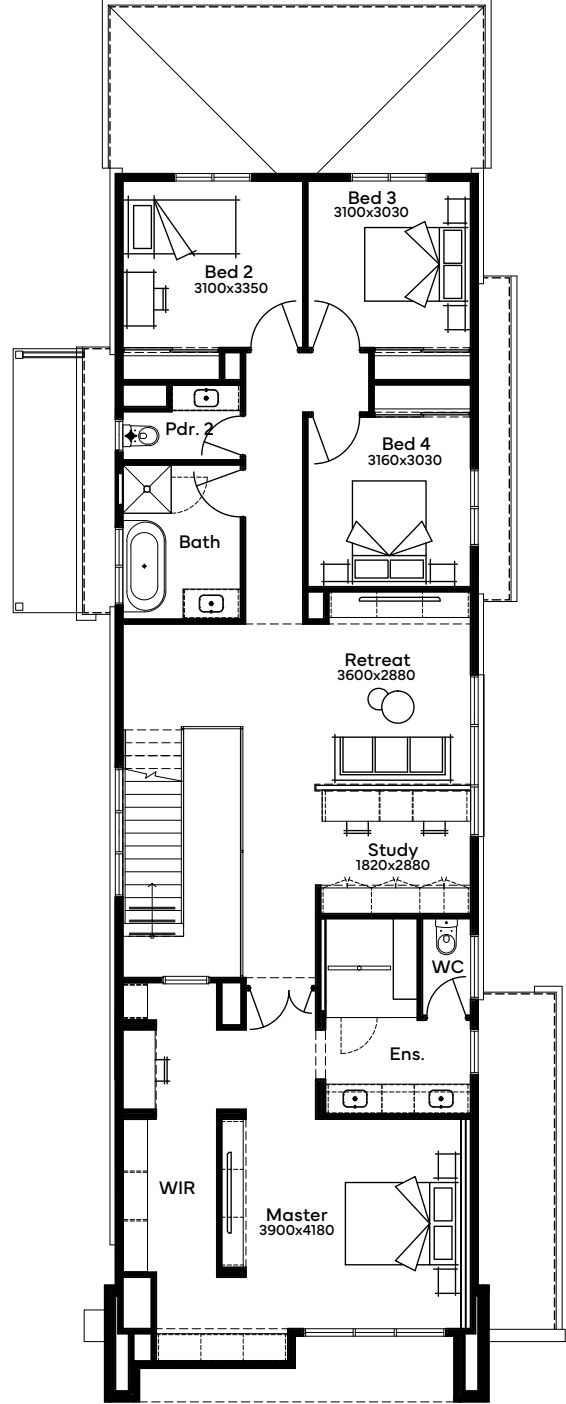 Bed 3
3100x3030
Bed 2
3100x3350
Pdr. 2
Bed 4
3160x3030
Bath
Retreat
3600x2880
Study
1820x2880
WC
Ens.
WIR
Master
3900x4180